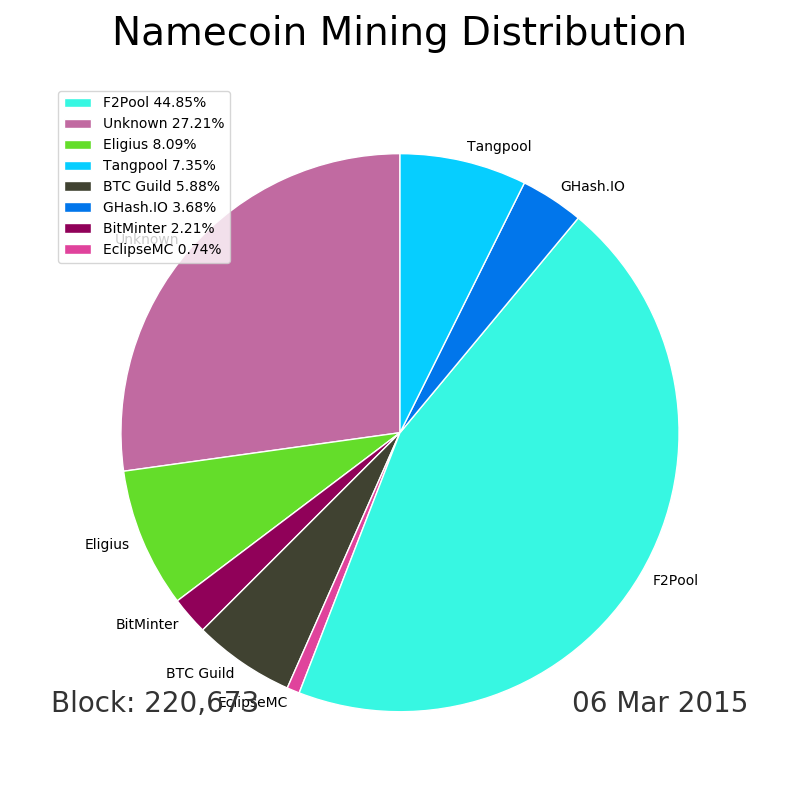 Namecoin Mining Distribution
F2Pool 44.85%
Unknown 27.21%
Eligius 8.09%
Tangpool 7.35%
BTC Guild 5.88%
GHash.IO 3.68%
BitMinter 2.21%
EclipseMC 0.74%
Tangpool
GHash.IO
Unknown
Eligius
F2Pool
BitMinter
BTC Guild
EclipseMC
Block: 220,673
06 Mar 2015